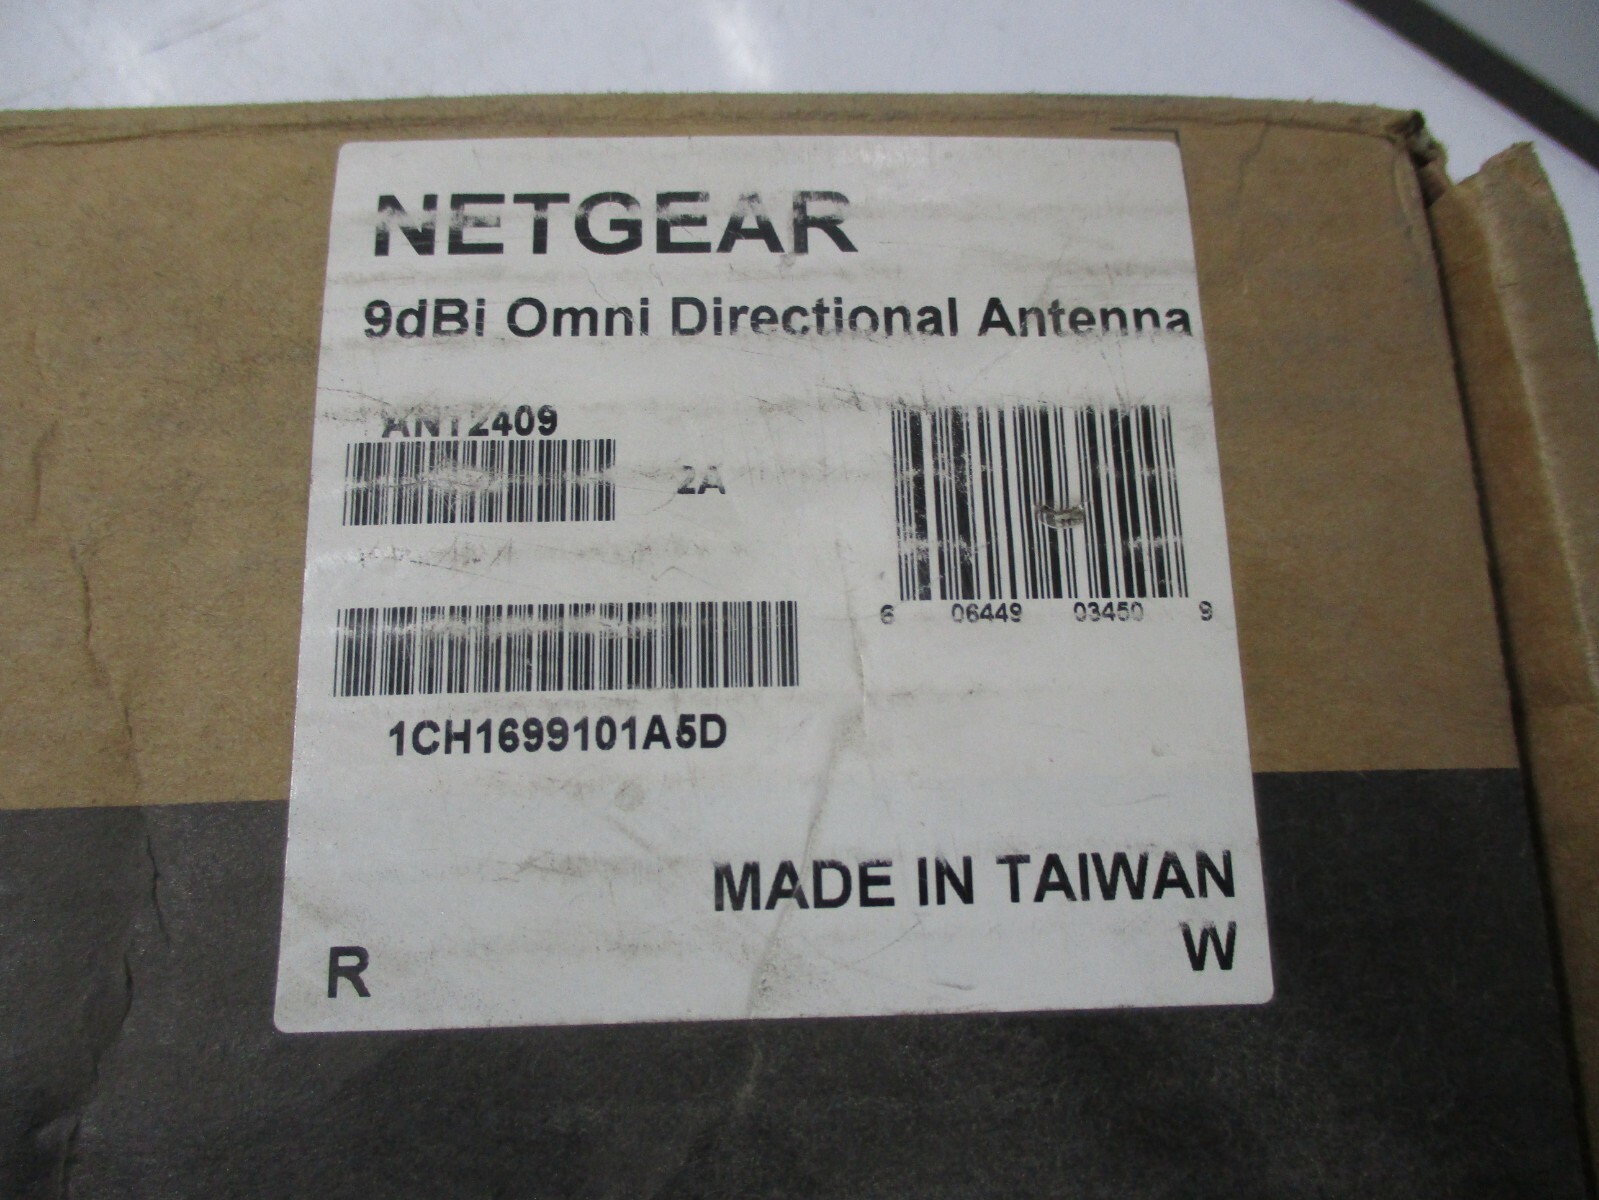 NETGEAR
9dBi Omni Directional Antenna
ANT2409
2A
6 06449 03450 9
1CH1699101A5D
MADE IN TAIWAN
W
R